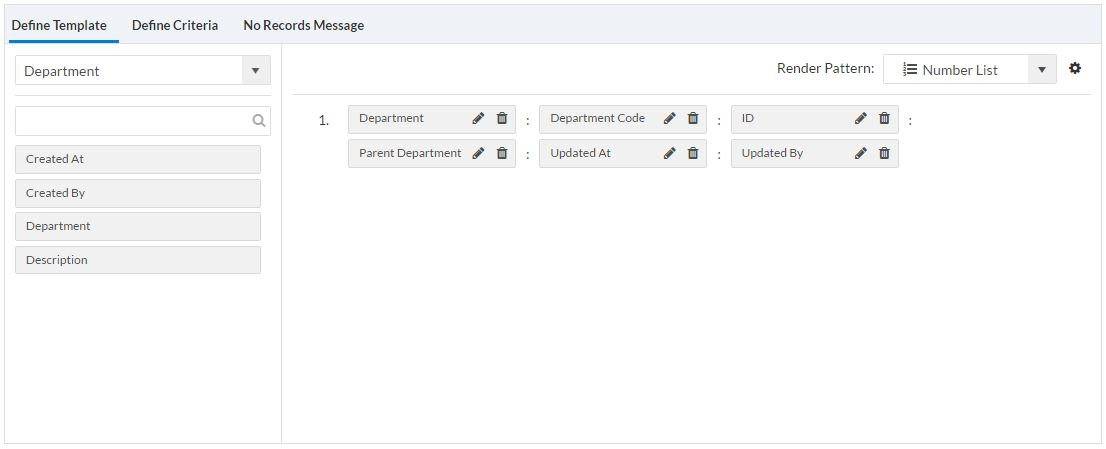 Define Template Define Criteria No Records Message
Department
Render Pattern: Number List
1. Department : Department Code : ID :
Parent Department : Updated At : Updated By
Created At
Created By
Department
Description